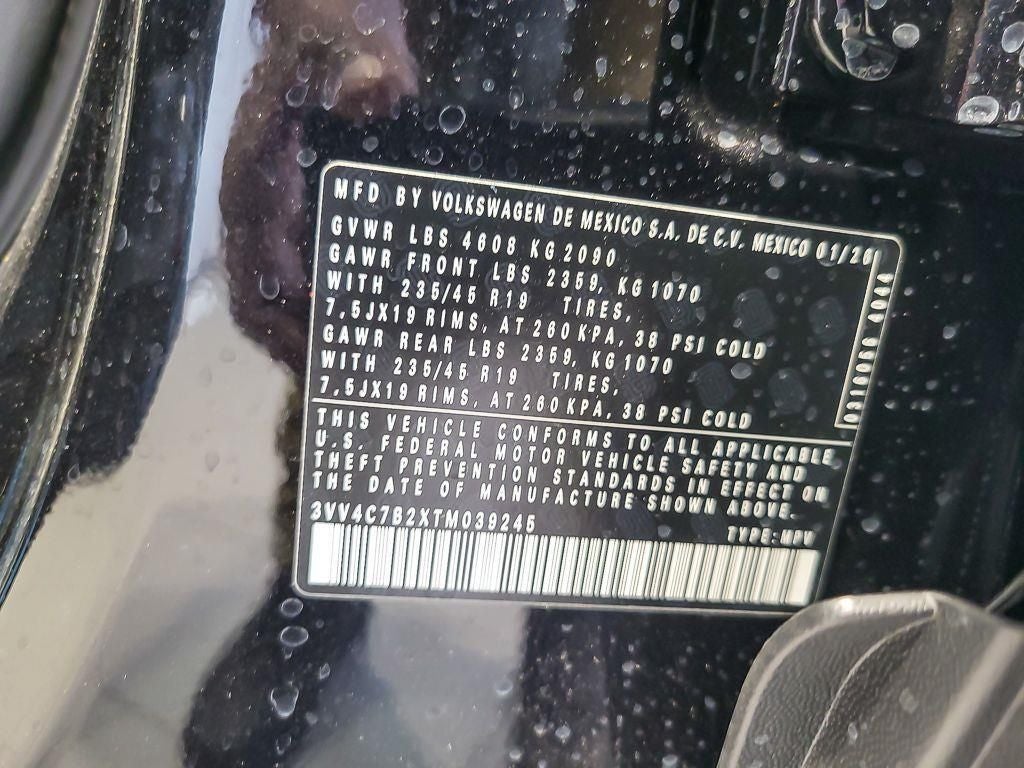 MFD BY VOLKSWAGEN DE MEXICO S.A. DE C.V. MEXICO 01/26
GVWR LBS 4608 KG 2090
GAWR FRONT LBS 2359, KG 1070
WITH 235/45 R19 TIRES,
7,5JX19 RIMS, AT 260 KPA, 38 PSI COLD
GAWR REAR LBS 2359, KG 1070
WITH 235/45 R19 TIRES,
7,5JX19 RIMS, AT 260 KPA, 38 PSI COLD
THIS VEHICLE CONFORMS TO ALL APPLICABLE
U.S. FEDERAL MOTOR VEHICLE SAFETY AND
THEFT PREVENTION STANDARDS IN EFFECT ON
THE DATE OF MANUFACTURE SHOWN ABOVE.
3VV4C7B2XTM039245
TYPE:MPV